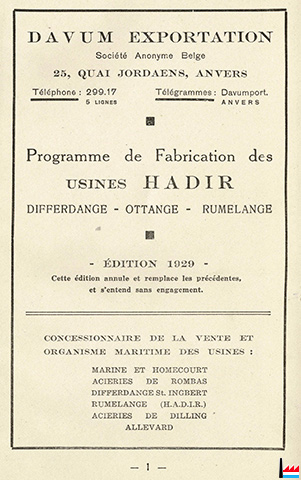 DAVUM EXPORTATION
Société Anonyme Belge
25, QUAI JORDAENS, ANVERS
Téléphone : 299.17
5 LIGNES
Télégrammes : Davumport.
ANVERS
Programme de Fabrication des
USINES HADIR
DIFFERDANGE - OTTANGE - RUMELANGE
- ÉDITION 1929 -
Cette édition annule et remplace les précédentes,
et s'entend sans engagement.
CONCESSIONNAIRE DE LA VENTE ET
ORGANISME MARITIME DES USINES :
MARINE ET HOMECOURT
ACIERIES DE ROMBAS
DIFFERDANGE St. INGBERT
RUMELANGE (H.A.D.I.R.)
ACIERIES DE DILLING
ALLEVARD
— 1 —